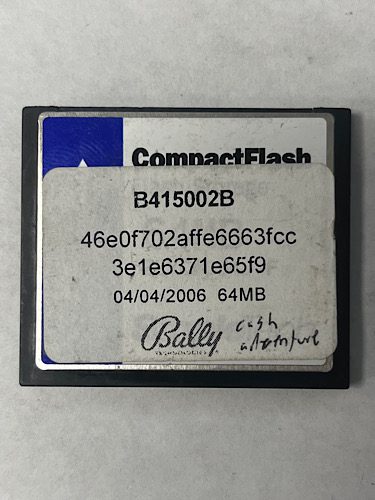 CompactFlash
B415002B
46e0f702affe6663fcc
3e1e6371e65f9
04/04/2006 64MB
Bally
cash
adventure